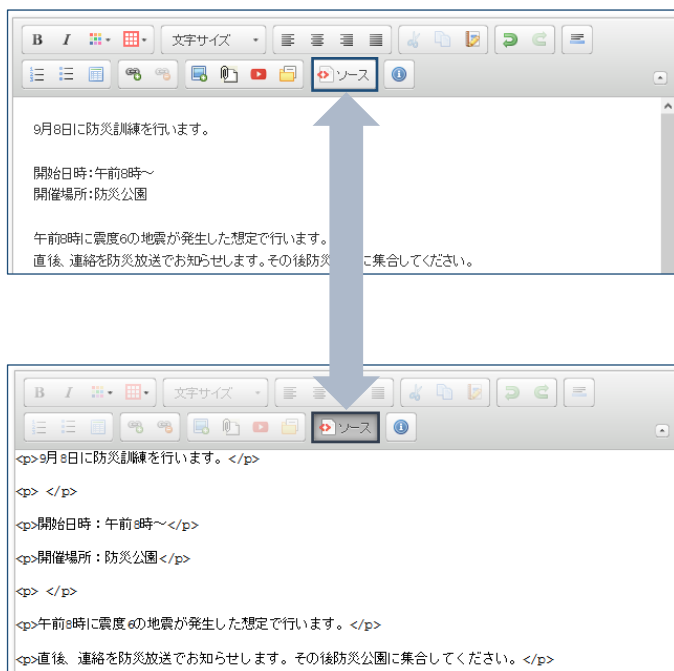 B I 文字サイズ
ソース
9月8日に防災訓練を行います。
開始日時:午前8時～
開催場所:防災公園
午前8時に震度6の地震が発生した想定で行います。
直後、連絡を防災放送でお知らせします。その後防災 に集合してください。
B I 文字サイズ
ソース
<p>9月8日に防災訓練を行います。</p>
<p> </p>
<p>開始日時：午前8時～</p>
<p>開催場所：防災公園</p>
<p> </p>
<p>午前8時に震度6の地震が発生した想定で行います。</p>
<p>直後、連絡を防災放送でお知らせします。その後防災公園に集合してください。</p>